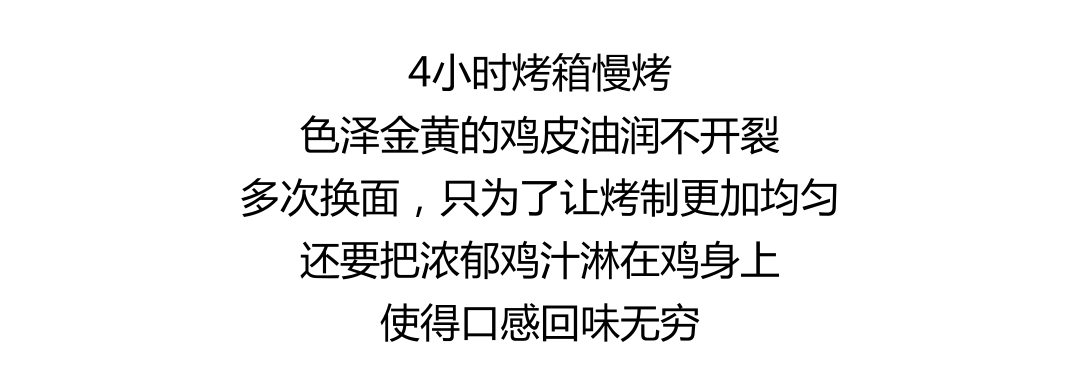 4小时烤箱慢烤
色泽金黄的鸡皮油润不开裂
多次换面，只为了让烤制更加均匀
还要把浓郁鸡汁淋在鸡身上
使得口感回味无穷